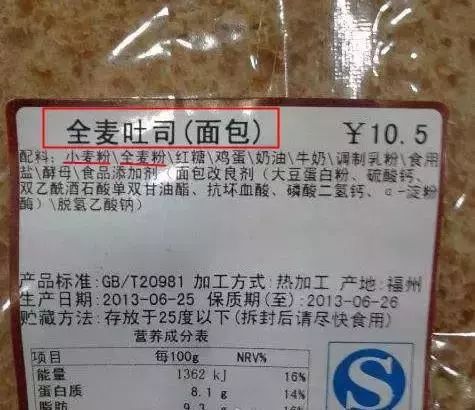 全麦吐司(面包) ￥10.5
配料:小麦粉\全麦粉\红糖\鸡蛋\奶油\牛奶\调制乳粉\食用
盐\酵母\食品添加剂(面包改良剂(大豆蛋白粉、硫酸钙、
双乙酰酒石酸单双甘油酯、抗坏血酸、磷酸二氢钙、α-淀粉
酶)\脱氢乙酸钠)
产品标准:GB/T20981 加工方式:热加工 产地:福州
生产日期:2013-06-25 保质期(至):2013-06-26
贮藏方法:存放于25度以下(拆封后请尽快食用)
营养成分表
项目 每100g NRV%
能量 1362 kJ 16%
蛋白质 8.1 g 14%
脂肪 9.3 g 16%
S